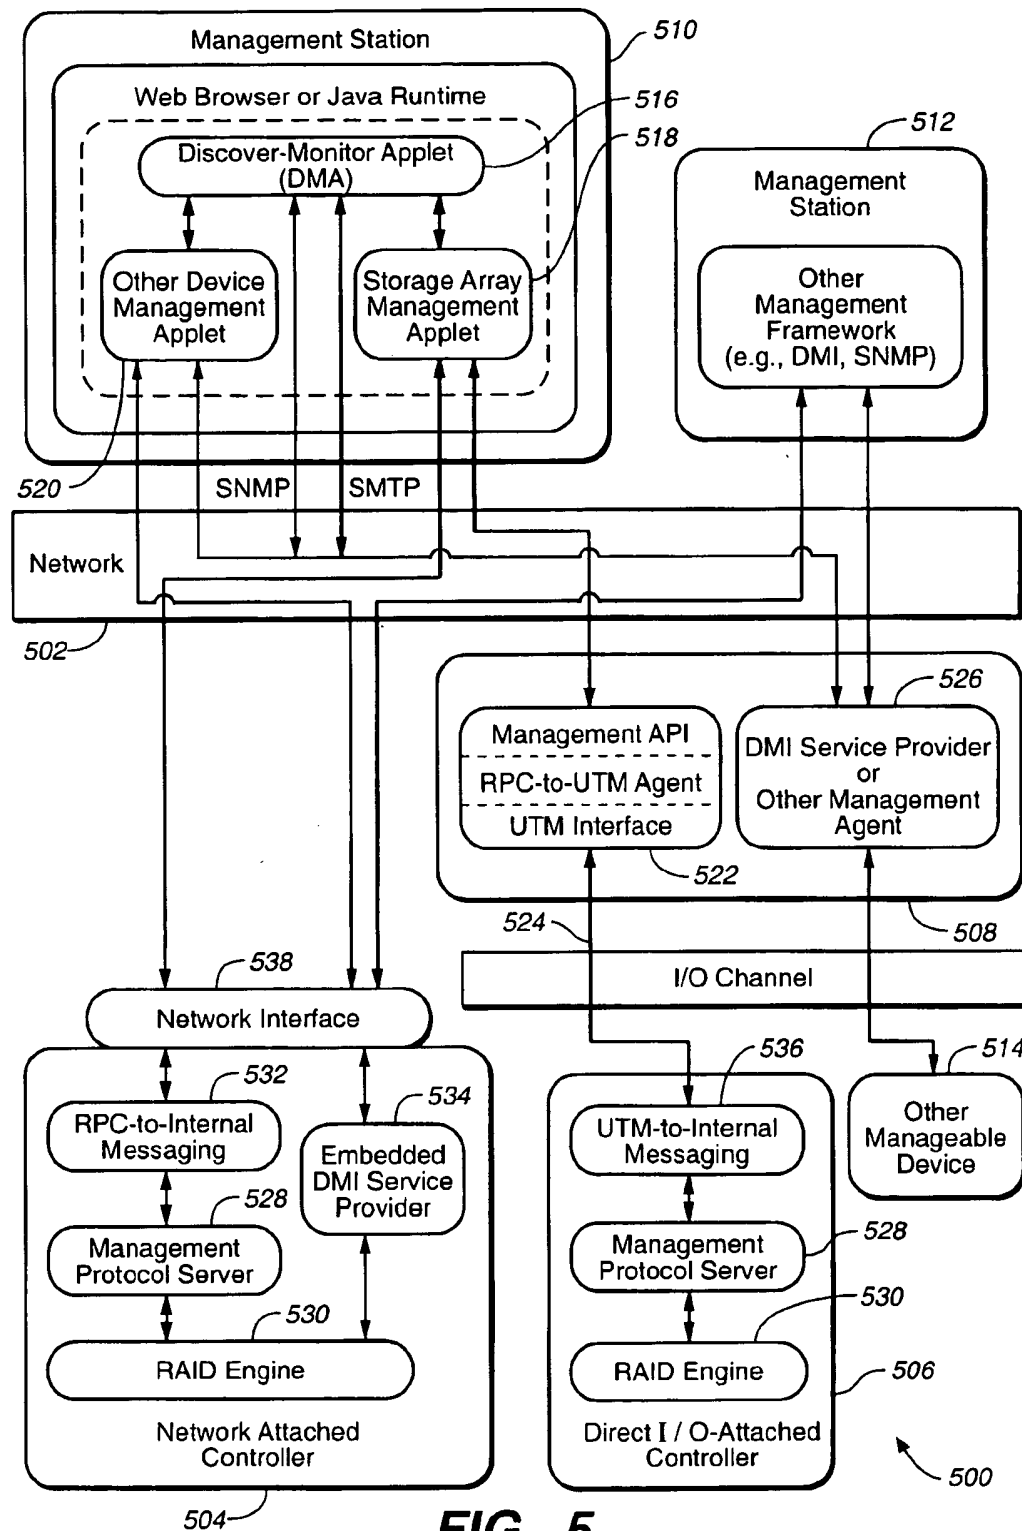 Management Station
510
Web Browser or Java Runtime
516
Discover-Monitor Applet
(DMA)
518
512
Management
Station
Other Device
Management
Applet
Storage Array
Management
Applet
Other
Management
Framework
(e.g., DMI, SNMP)
520
SNMP
SMTP
Network
502
526
Management API
RPC-to-UTM Agent
UTM Interface
DMI Service Provider
or
Other Management
Agent
522
524
508
538
I/O Channel
Network Interface
532
534
536
514
RPC-to-Internal
Messaging
Embedded
DMI Service
Provider
UTM-to-Internal
Messaging
Other
Manageable
Device
528
Management
Protocol Server
Management
Protocol Server
528
530
RAID Engine
530
RAID Engine
506
Network Attached
Controller
Direct I / O-Attached
Controller
500
504
FIG._5